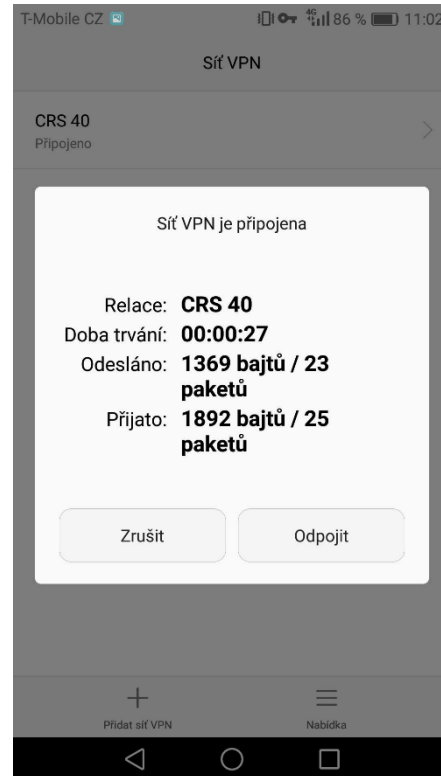 T-Mobile CZ 4G 86 % 11:02
Síť VPN
CRS 40
Připojeno
Síť VPN je připojena
Relace: CRS 40
Doba trvání: 00:00:27
Odesláno: 1369 bajtů / 23
paketů
Přijato: 1892 bajtů / 25
paketů
Zrušit Odpojit
Přidat síť VPN Nabídka